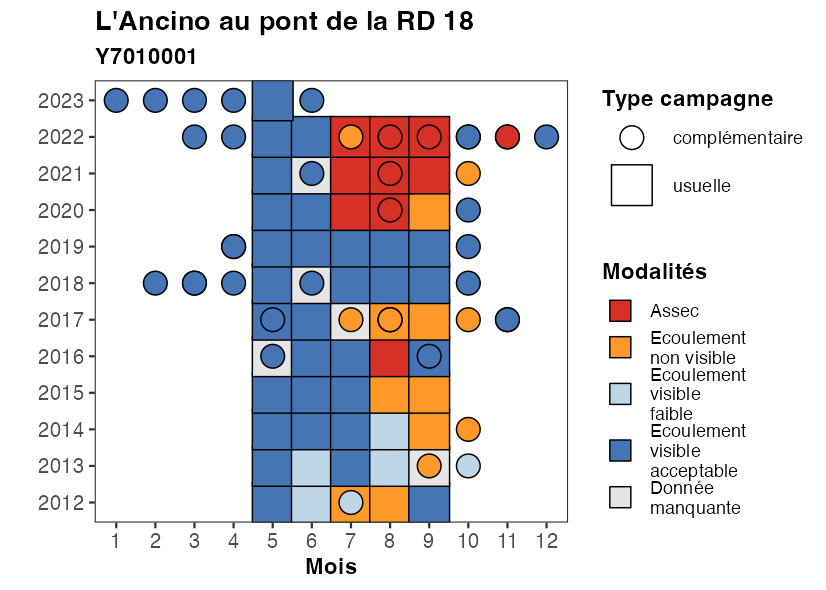 L'Ancino au pont de la RD 18
Y7010001
2023
2022
2021
2020
2019
2018
2017
2016
2015
2014
2013
2012
1 2 3 4 5 6 7 8 9 10 11 12
Mois
Type campagne
complémentaire
usuelle
Modalités
Assec
Ecoulement
non visible
Ecoulement
visible
faible
Ecoulement
visible
acceptable
Donnée
manquante